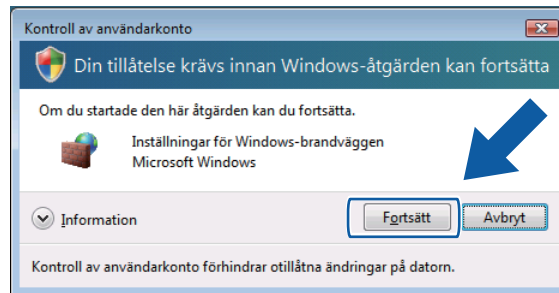 Kontroll av användarkonto
Din tillåtelse krävs innan Windows-åtgärden kan fortsätta
Om du startade den här åtgärden kan du fortsätta.
Inställningar för Windows-brandväggen
Microsoft Windows
Information
Fortsätt
Avbryt
Kontroll av användarkonto förhindrar otillåtna ändringar på datorn.